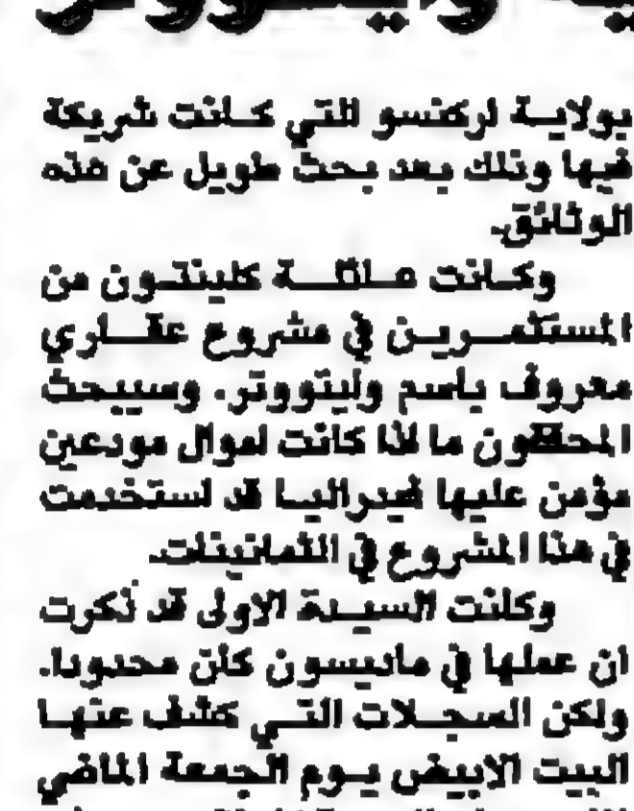 بولاية اركنسو التي كانت شريكة
فيها وذلك بعد بحث طويل عن هذه
الوثائق.
وكانت عائلة كلينتون من
المستثمرين في مشروع عقاري
معروف باسم وايتووتر. وسيبحث
المحققون ما اذا كانت اموال مودعين
مؤمن عليها فيدراليا قد استخدمت
في هذا المشروع في الثمانينات.
وكانت السيدة الاولى قد ذكرت
ان عملها في ماديسون كان محدودا.
ولكن السجلات التي كشف عنها
البيت الابيض يوم الجمعة الماضي